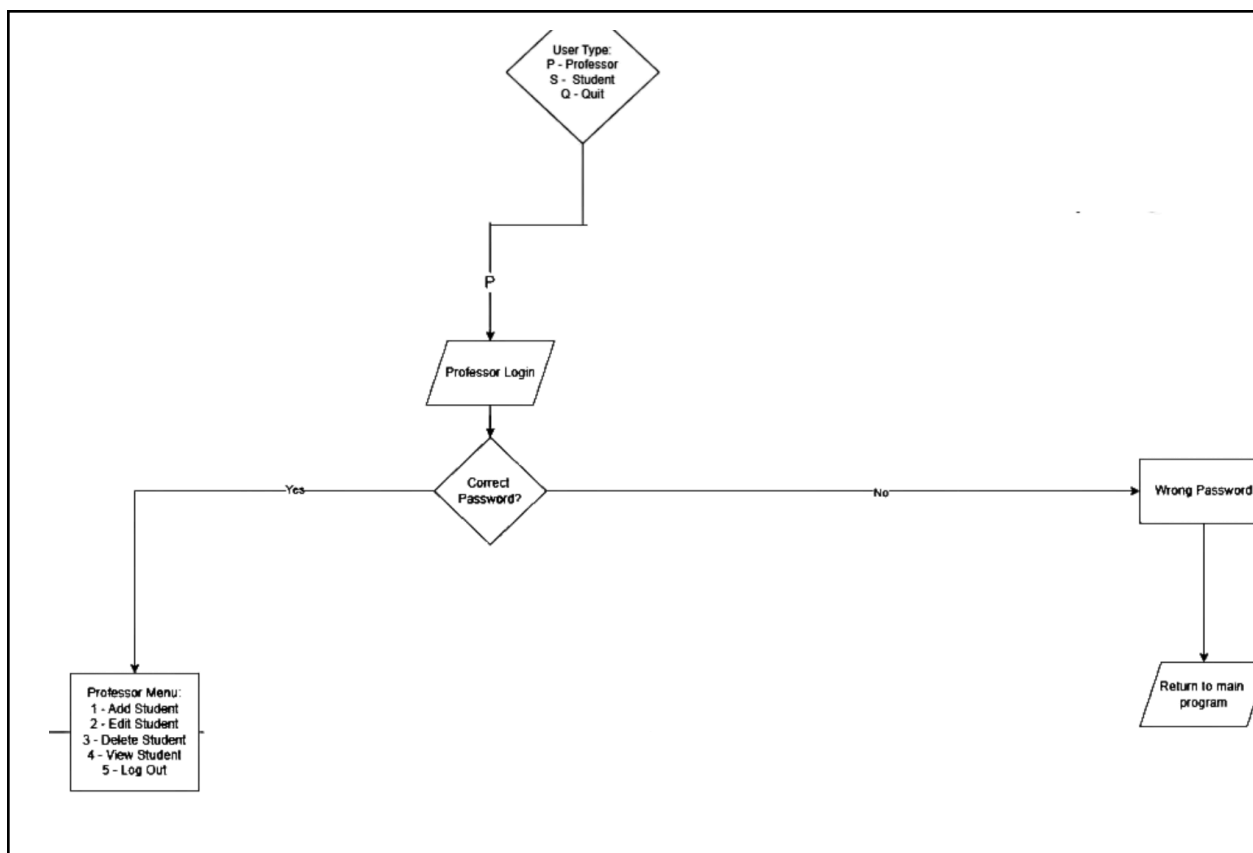 User Type:
P - Professor
S - Student
Q - Quit
P
Professor Login
Correct
Password?
Yes
No
Wrong Password
Professor Menu:
1 - Add Student
2 - Edit Student
3 - Delete Student
4 - View Student
5 - Log Out
Return to main
program